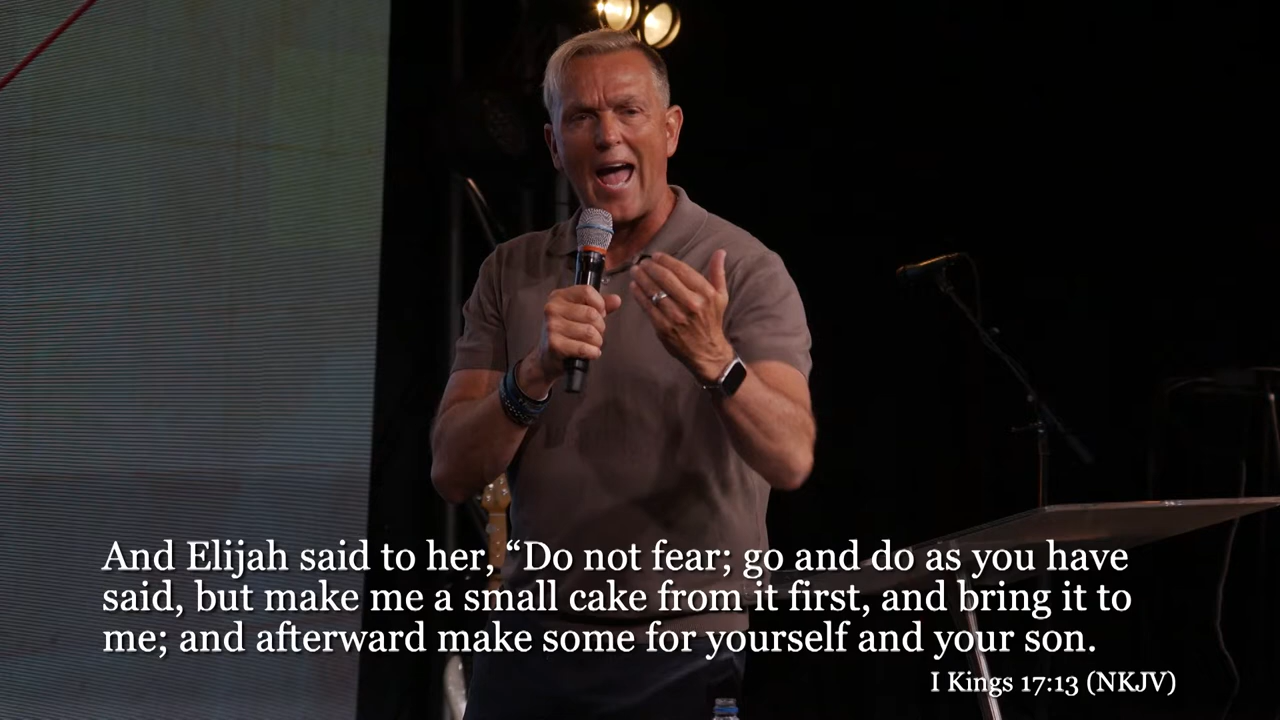 And Elijah said to her, “Do not fear; go and do as you have
said, but make me a small cake from it first, and bring it to
me; and afterward make some for yourself and your son.
I Kings 17:13 (NKJV)